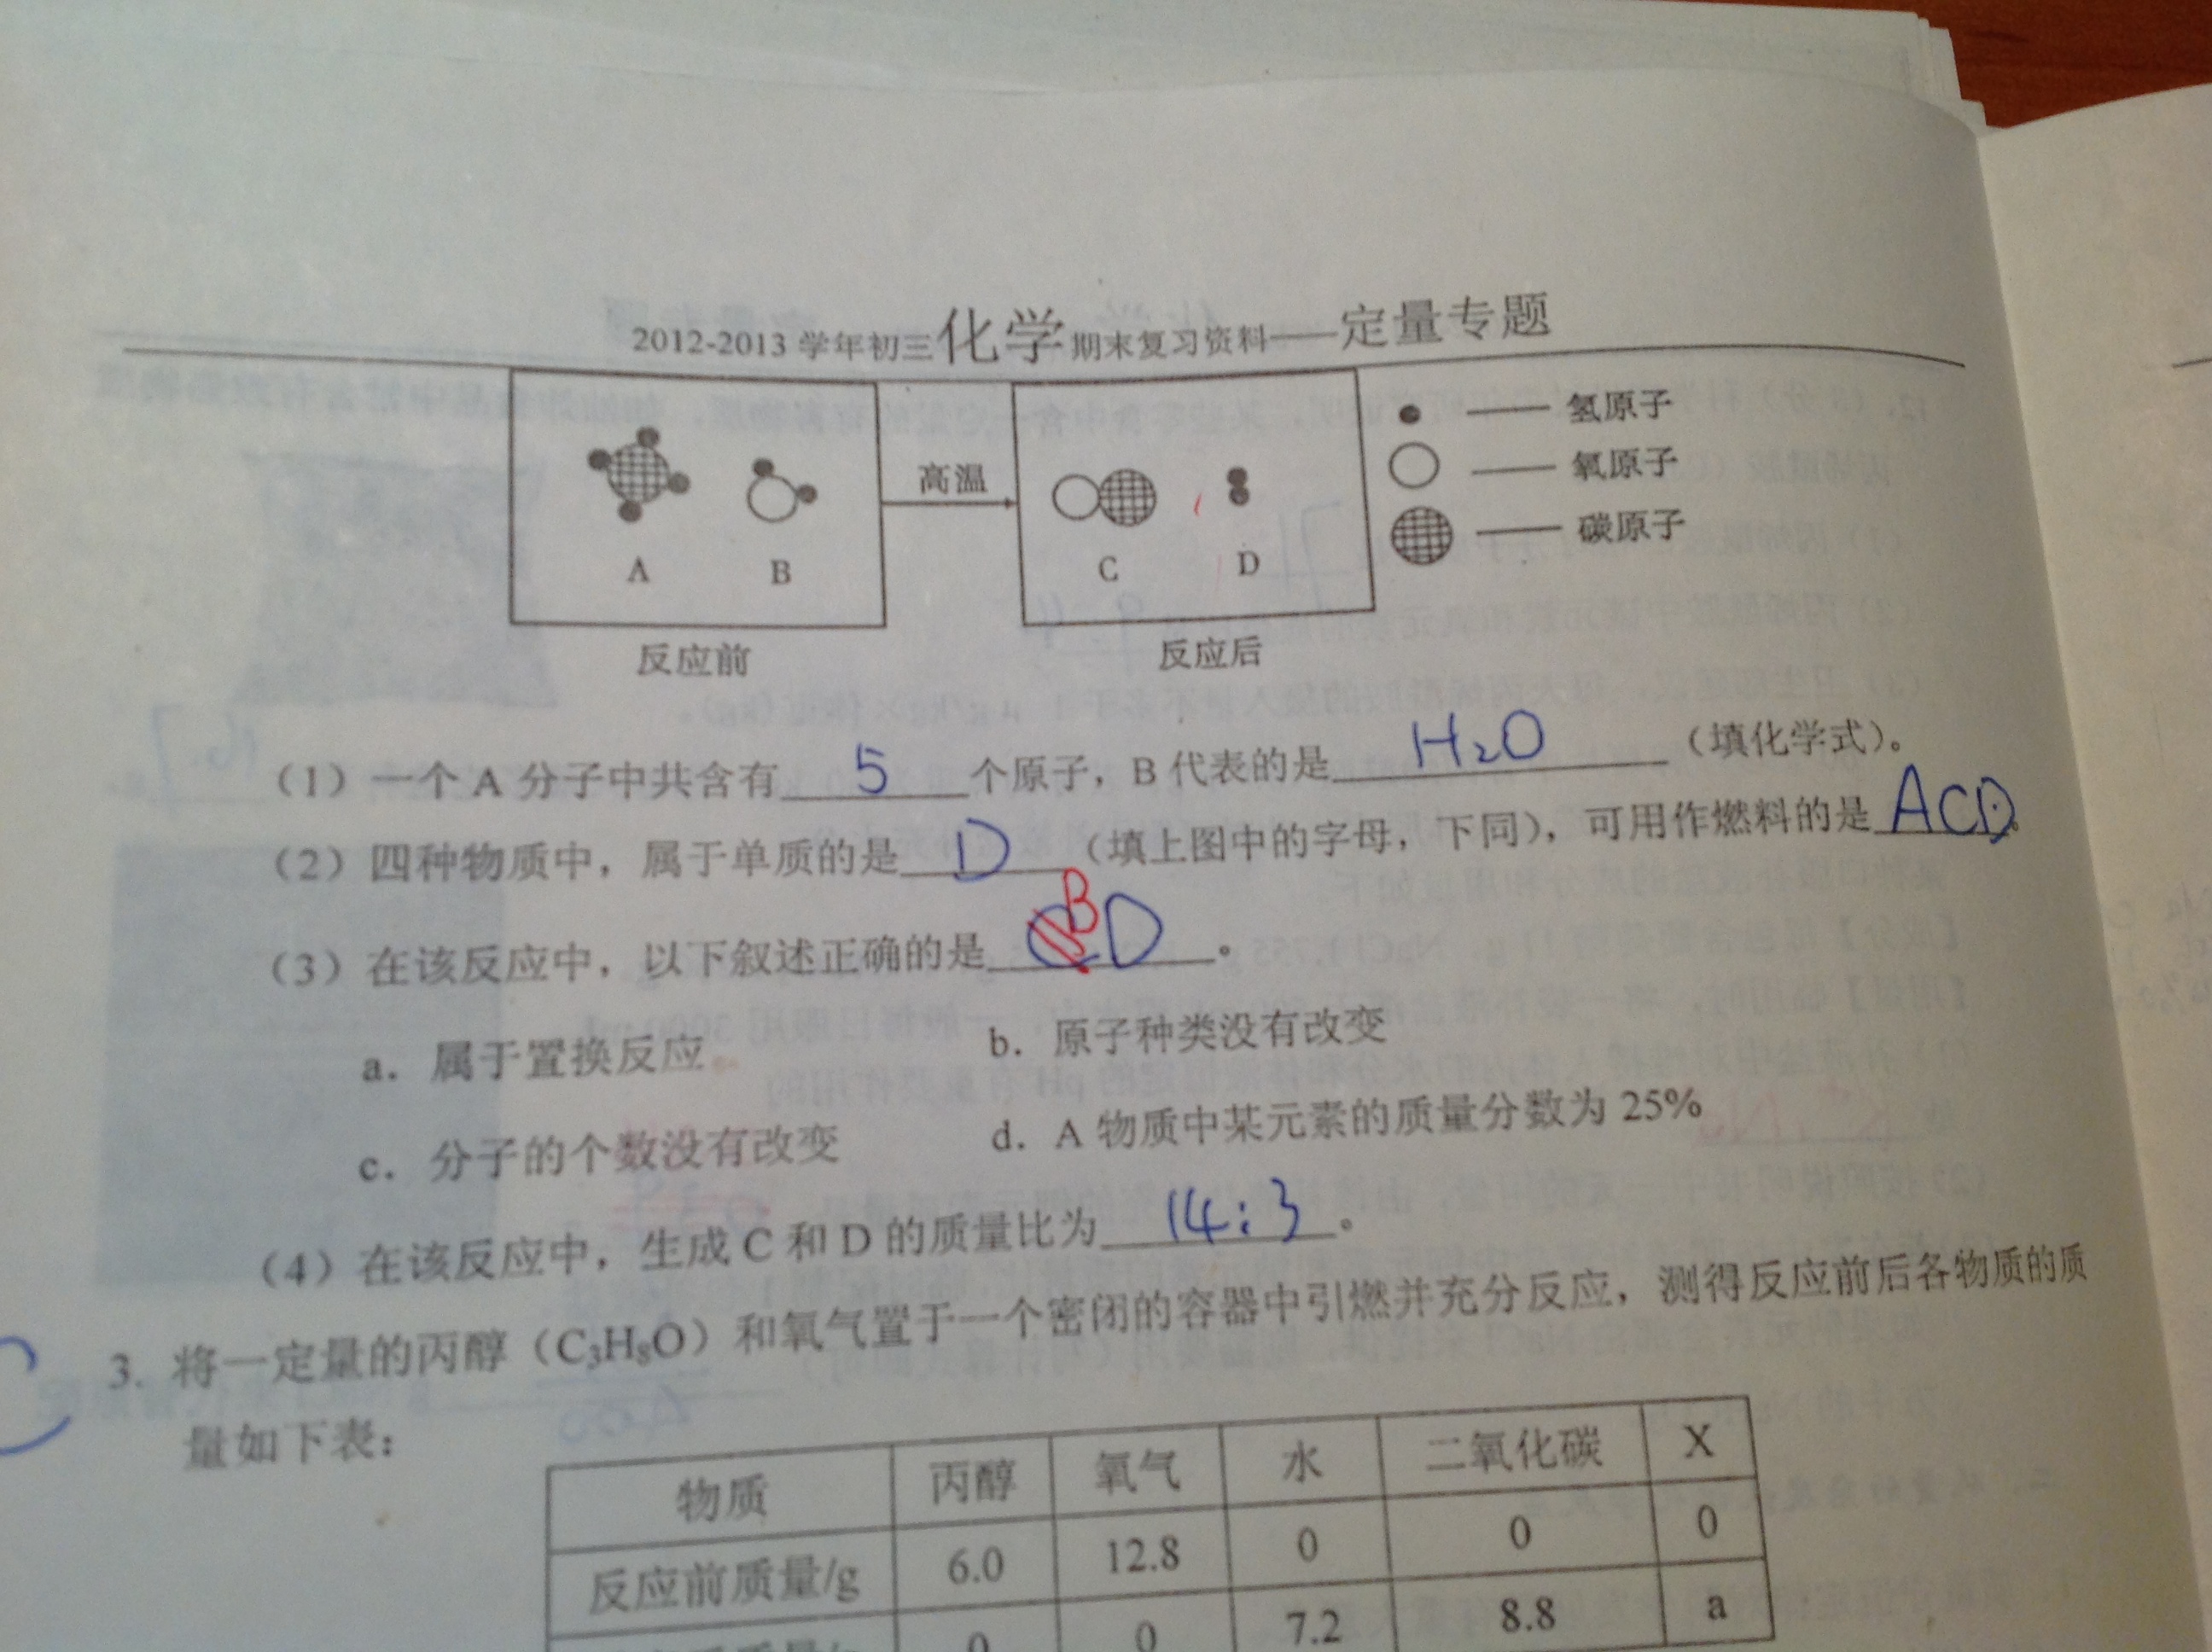 2012-2013 学年初三化学期末复习资料——定量专题
氢原子
高温
氧原子
碳原子
A B C D
反应前 反应后
（1）一个 A 分子中共含有 5 个原子，B 代表的是 H₂O （填化学式）。
（2）四种物质中，属于单质的是 D （填上图中的字母，下同），可用作燃料的是 ACD。
（3）在该反应中，以下叙述正确的是 B D 。
a．属于置换反应 b．原子种类没有改变
c．分子的个数没有改变 d．A 物质中某元素的质量分数为 25%
（4）在该反应中，生成 C 和 D 的质量比为 14:3 。
3. 将一定量的丙醇（C₃H₈O）和氧气置于一个密闭的容器中引燃并充分反应，测得反应前后各物质的质
量如下表：
物质 丙醇 氧气 水 二氧化碳 X
反应前质量/g 6.0 12.8 0 0 0
0 0 7.2 8.8 a